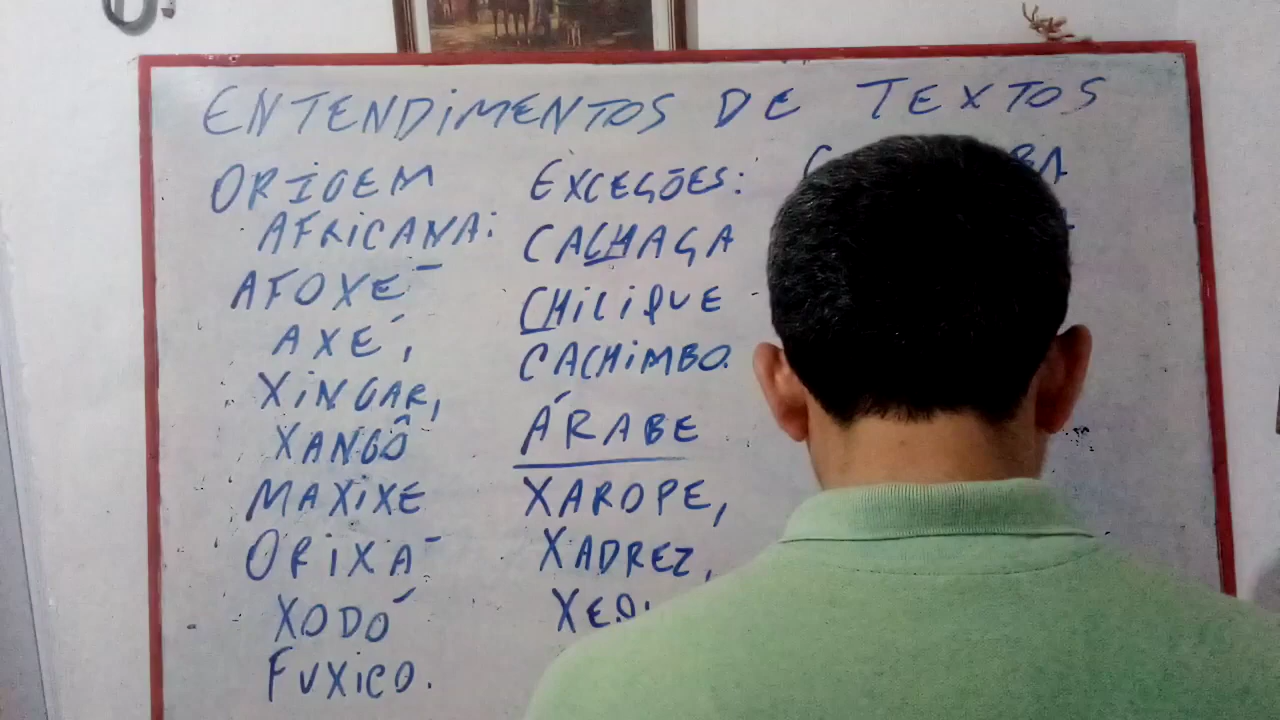 ENTENDIMENTOS DE TEXTOS
ORIGEM
AFRICANA:
AFOXÉ
AXÉ,
XINGAR,
XANGÔ
MAXIXE
ORIXÁ
XODÓ
FUXICO.
EXCEÇÕES:
CACHAÇA
CHILIQUE
CACHIMBO.
ÁRABE
XAROPE,
XADREZ,